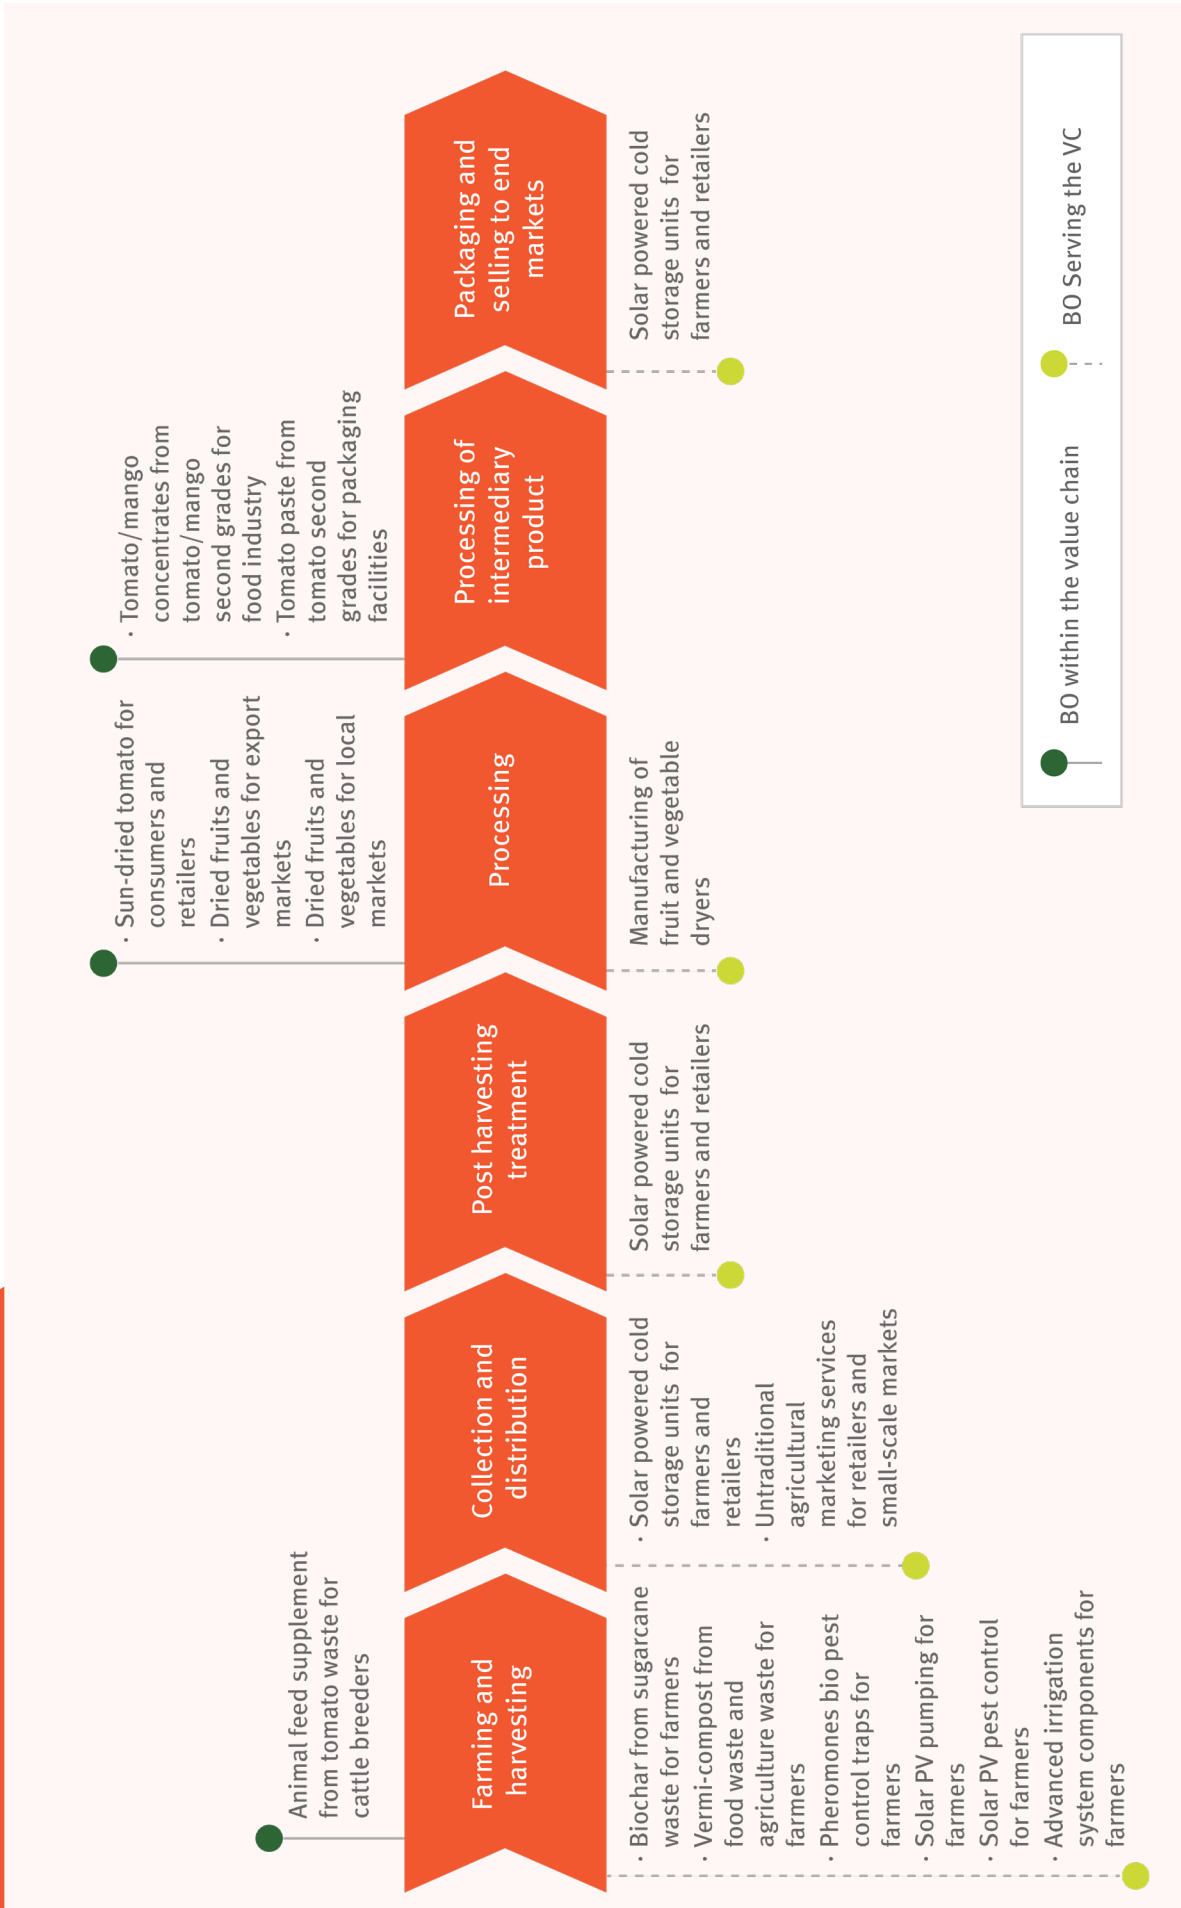 Animal feed supplement
from tomato waste for
cattle breeders
· Sun-dried tomato for
consumers and
retailers
· Dried fruits and
vegetables for export
markets
· Dried fruits and
vegetables for local
markets
· Tomato/mango
concentrates from
tomato/mango
second grades for
food industry
· Tomato paste from
tomato second
grades for packaging
facilities
Farming and
harvesting
Collection and
distribution
Post harvesting
treatment
Processing
Processing of
intermediary
product
Packaging and
selling to end
markets
· Biochar from sugarcane
waste for farmers
· Vermi-compost from
food waste and
agriculture waste for
farmers
· Pheromones bio pest
control traps for
farmers
· Solar PV pumping for
farmers
· Solar PV pest control
for farmers
· Advanced irrigation
system components for
farmers
· Solar powered cold
storage units for
farmers and
retailers
· Untraditional
agricultural
marketing services
for retailers and
small-scale markets
Solar powered cold
storage units for
farmers and retailers
Manufacturing of
fruit and vegetable
dryers
Solar powered cold
storage units for
farmers and retailers
BO within the value chain
BO Serving the VC